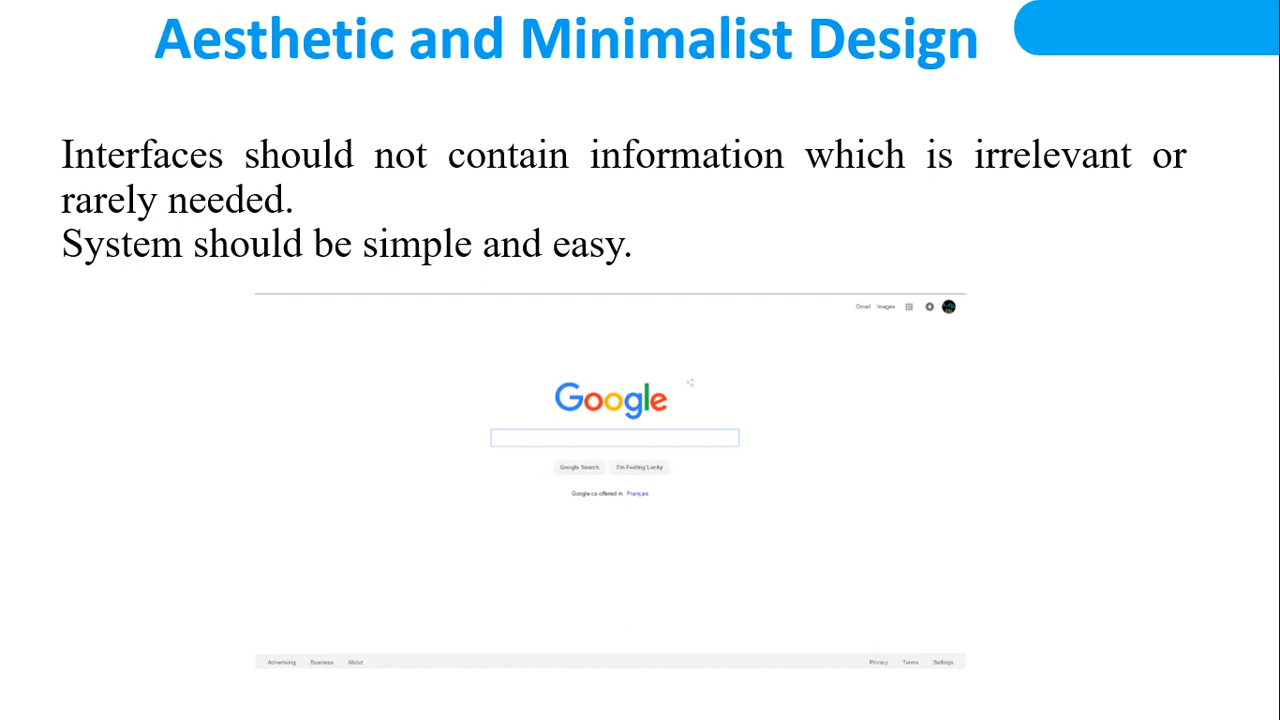 Aesthetic and Minimalist Design
Interfaces should not contain information which is irrelevant or
rarely needed.
System should be simple and easy.
Gmail Images
Google
Google Search I'm Feeling Lucky
Google.ca offered in: Français
Advertising Business About Privacy Terms Settings